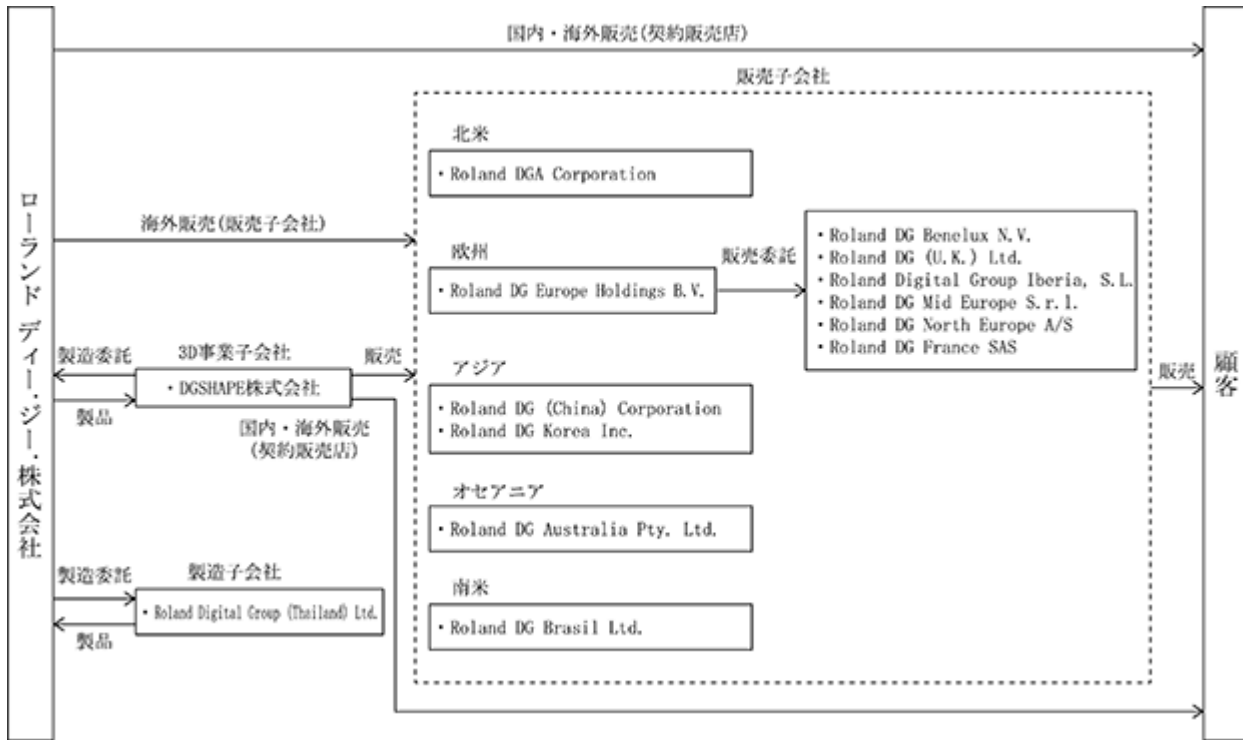 国内・海外販売(契約販売店)
販売子会社
ローランド ディー.ジー.株式会社
北米
・Roland DGA Corporation
海外販売(販売子会社)
欧州
・Roland DG Europe Holdings B.V.
販売委託
・Roland DG Benelux N.V.
・Roland DG (U.K.) Ltd.
・Roland Digital Group Iberia, S.L.
・Roland DG Mid Europe S.r.l.
・Roland DG North Europe A/S
・Roland DG France SAS
製造委託
3D事業子会社
販売
・DGSHAPE株式会社
製品
国内・海外販売
(契約販売店)
アジア
・Roland DG (China) Corporation
・Roland DG Korea Inc.
販売
顧客
オセアニア
・Roland DG Australia Pty. Ltd.
製造委託
製造子会社
・Roland Digital Group (Thailand) Ltd.
製品
南米
・Roland DG Brasil Ltd.